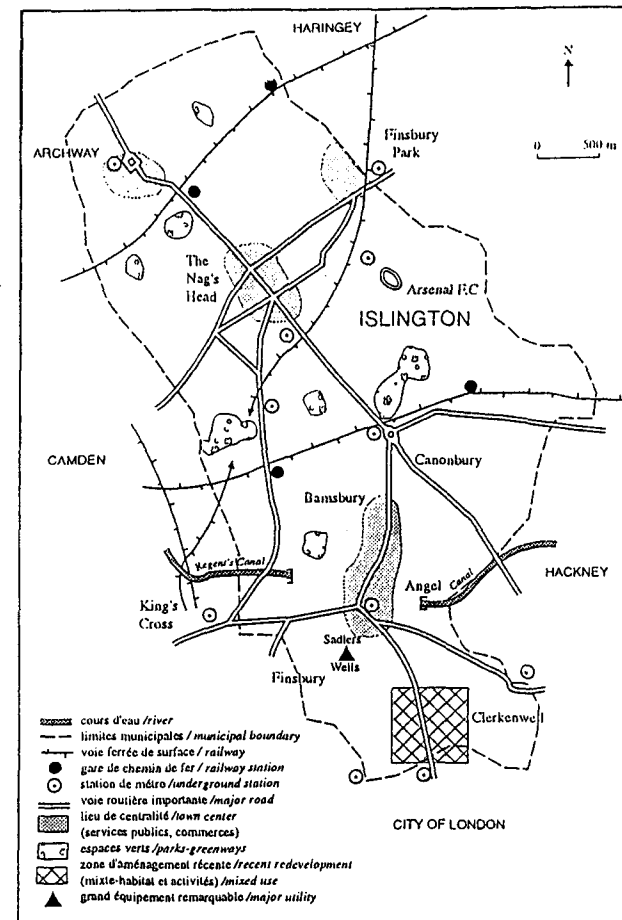 HARINGEY
N
ARCHWAY
Finsbury
Park
0 500 m
The
Nag's
Head
Arsenal F.C
ISLINGTON
CAMDEN
Canonbury
Barnsbury
Regent's Canal
Angel
Canal
HACKNEY
King's
Cross
Sadlers
Wells
Finsbury
Clerkenwell
CITY OF LONDON
cours d'eau /river
limites municipales / municipal boundary
voie ferrée de surface / railway
gare de chemin de fer / railway station
station de métro /underground station
voie routière importante /major road
lieu de centralité /town center
(services publics, commerces)
espaces verts /parks-greenways
zone d'aménagement récente /recent redevelopment
(mixte-habitat et activités) /mixed use
grand équipement remarquable /major utility